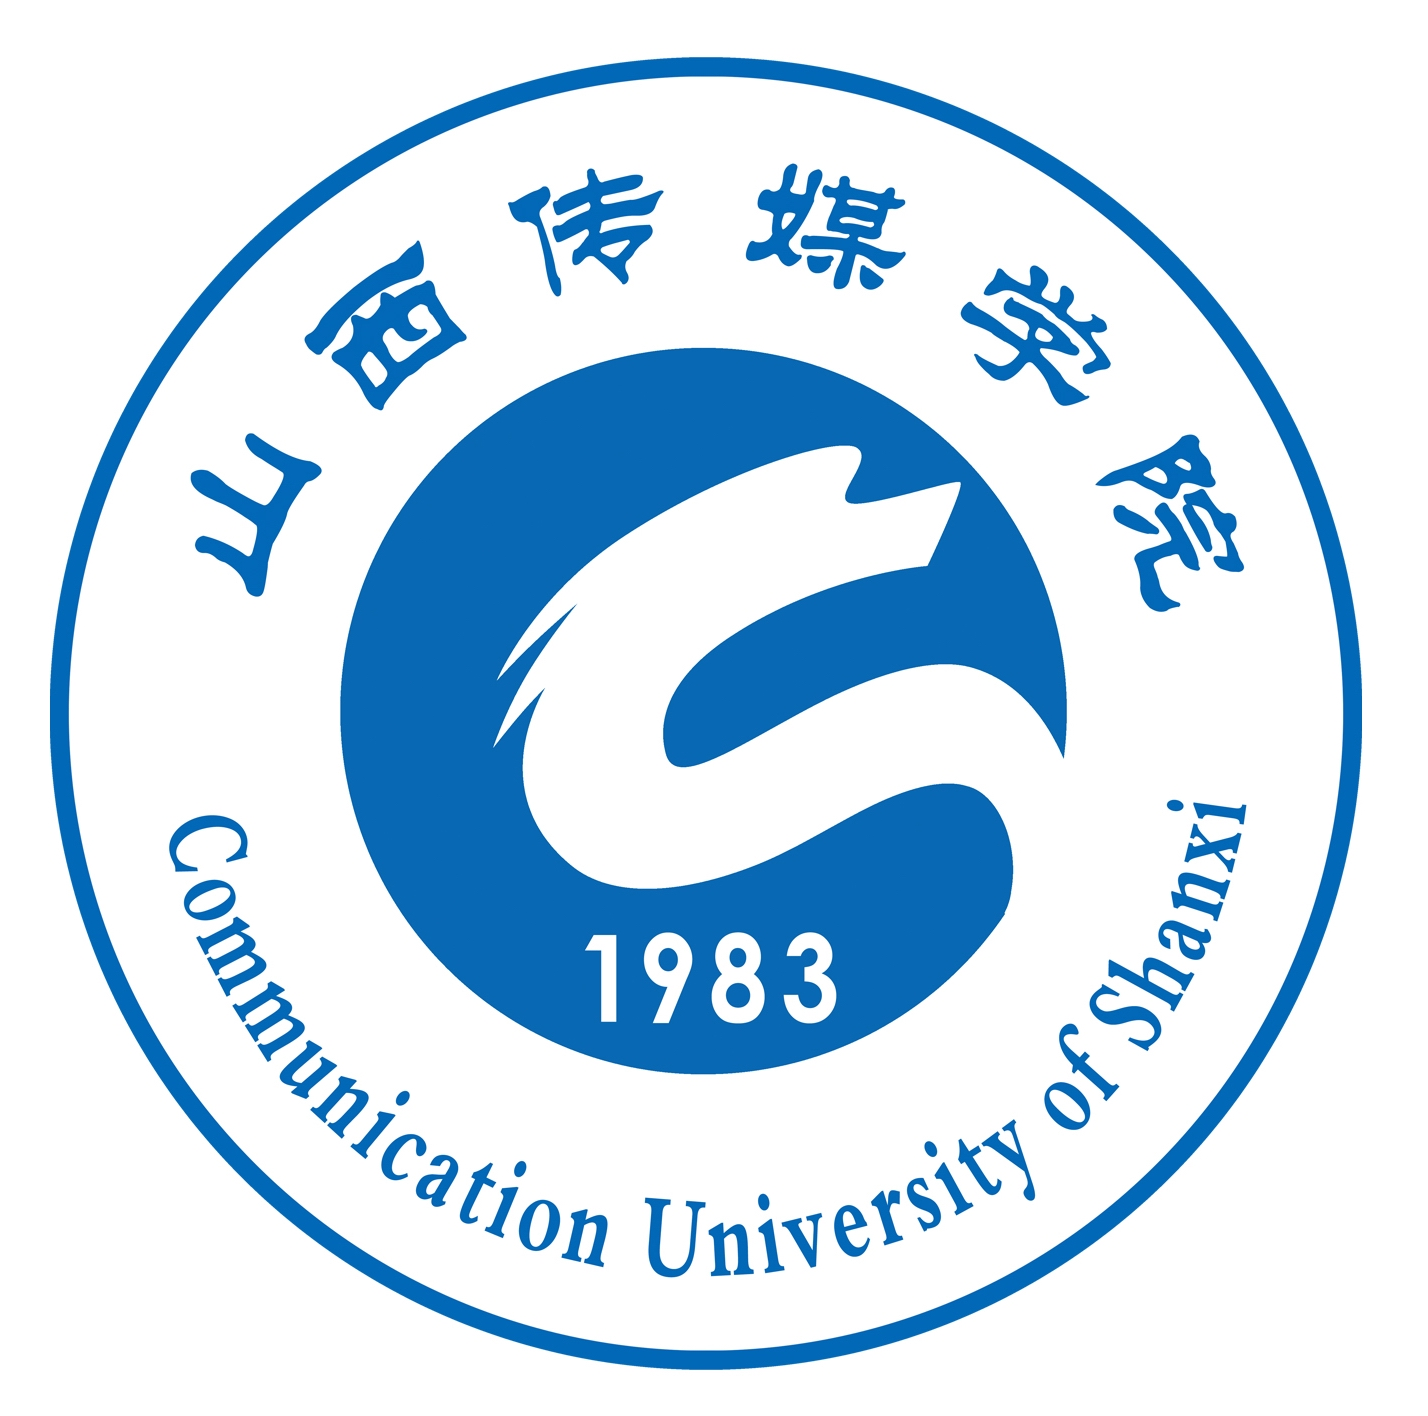 山西传媒学院
1983
Communication University of Shanxi